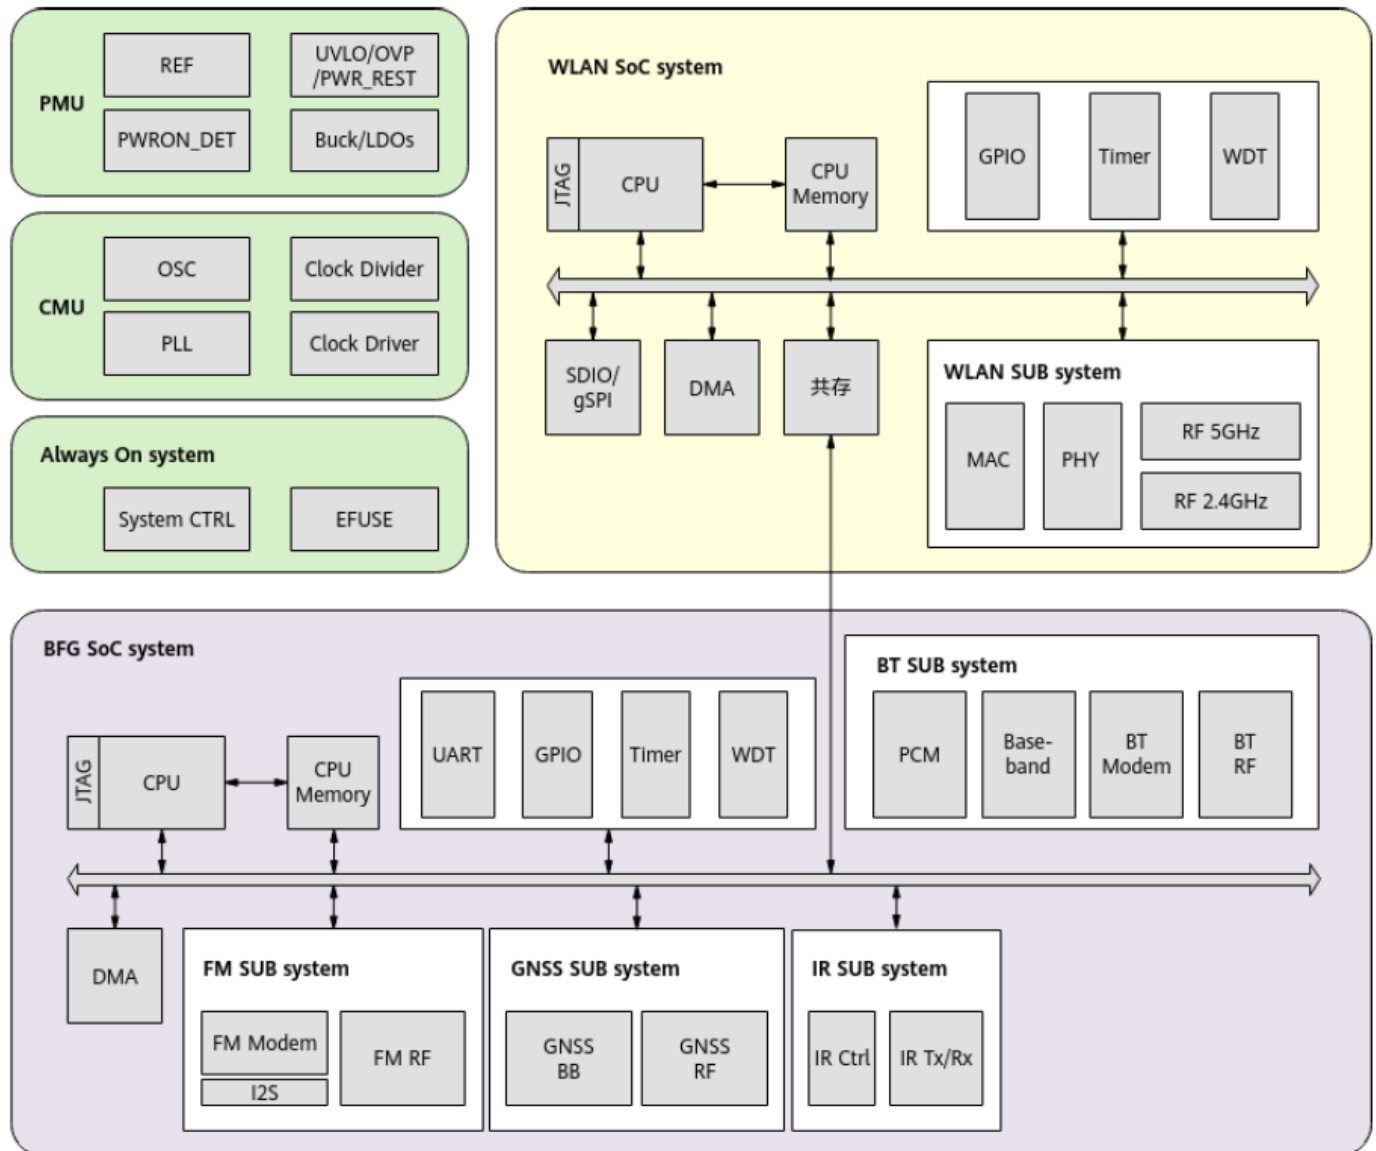 PMU
REF
UVLO/OVP
/PWR_REST
PWRON_DET
Buck/LDOs
CMU
OSC
Clock Divider
PLL
Clock Driver
Always On system
System CTRL
EFUSE
WLAN SoC system
JTAG
CPU
CPU
Memory
GPIO
Timer
WDT
SDIO/
gSPI
DMA
共存
WLAN SUB system
MAC
PHY
RF 5GHz
RF 2.4GHz
BFG SoC system
JTAG
CPU
CPU
Memory
UART
GPIO
Timer
WDT
BT SUB system
PCM
Base-
band
BT
Modem
BT
RF
DMA
FM SUB system
FM Modem
I2S
FM RF
GNSS SUB system
GNSS
BB
GNSS
RF
IR SUB system
IR Ctrl
IR Tx/Rx